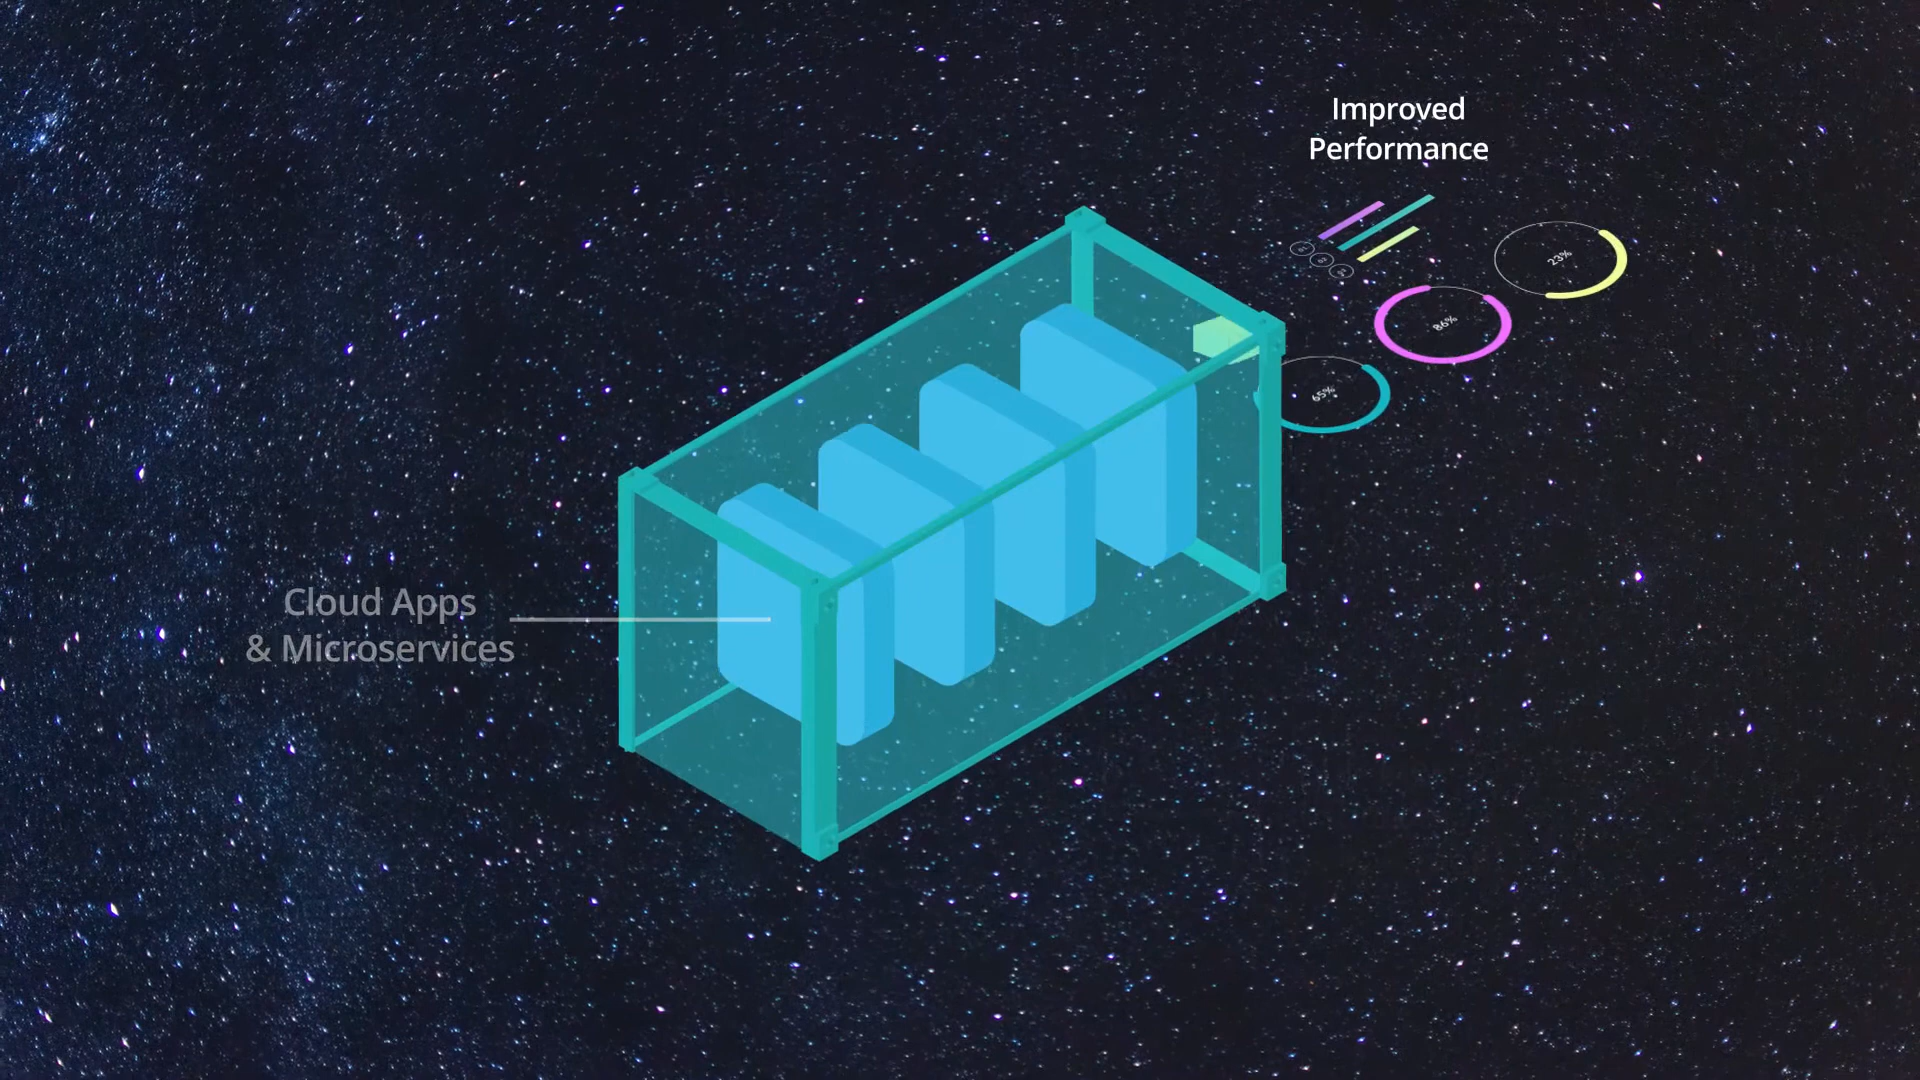 Improved
Performance
23%
86%
65%
Cloud Apps
& Microservices